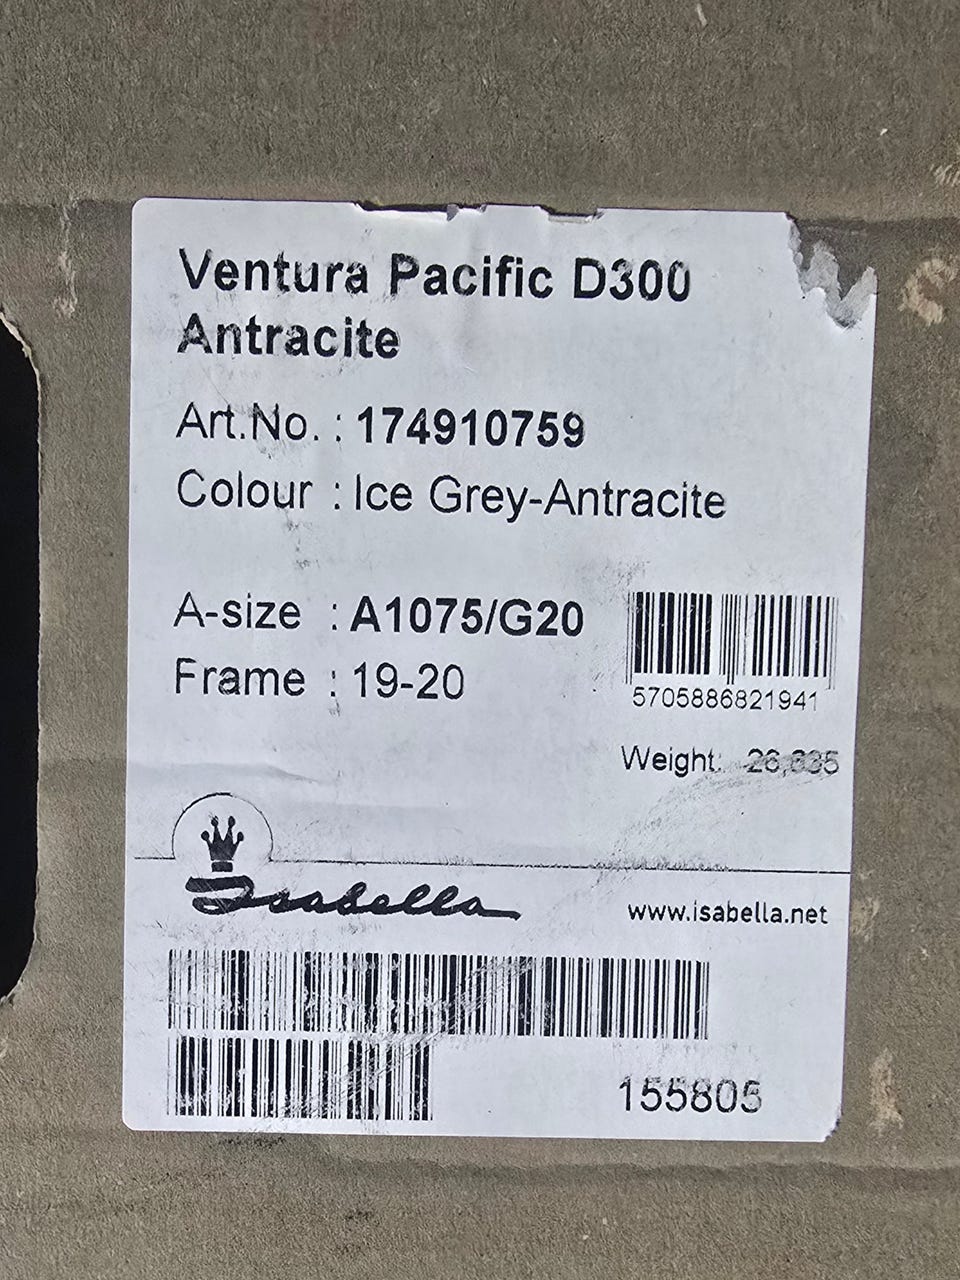 Ventura Pacific D300
Antracite
Art.No. : 174910759
Colour : Ice Grey-Antracite
A-size : A1075/G20
Frame : 19-20
5705886821941
Weight:
Isabella
www.isabella.net
155805